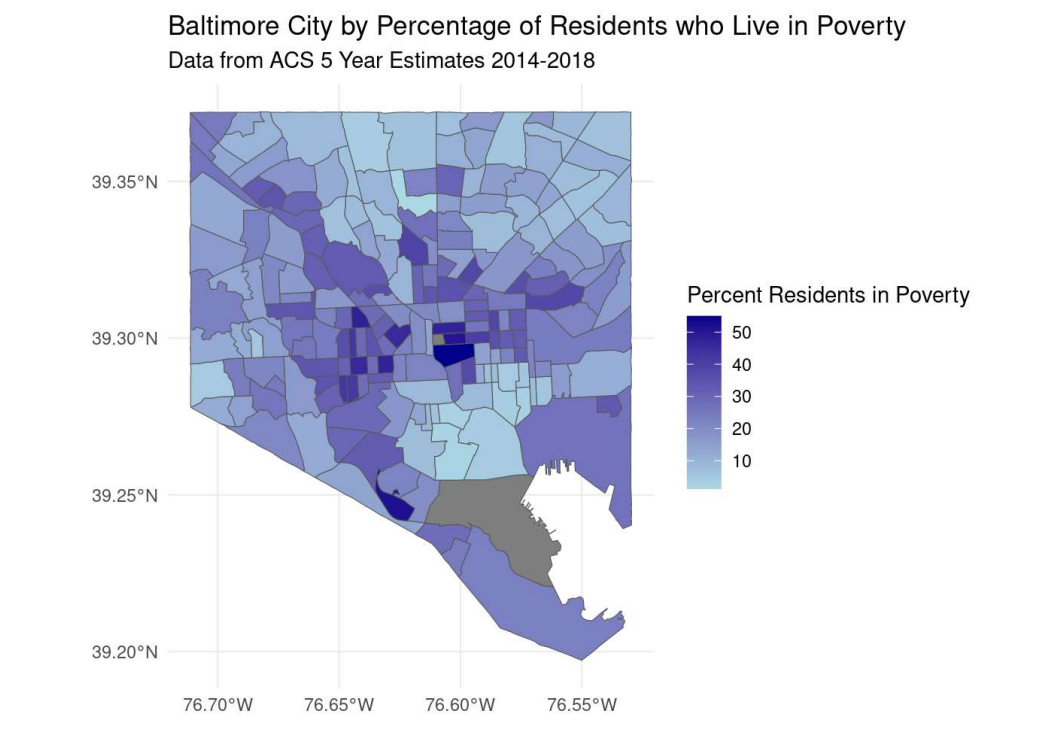 Baltimore City by Percentage of Residents who Live in Poverty
Data from ACS 5 Year Estimates 2014-2018
39.35°N
39.30°N
39.25°N
39.20°N
76.70°W 76.65°W 76.60°W 76.55°W
Percent Residents in Poverty
50
40
30
20
10